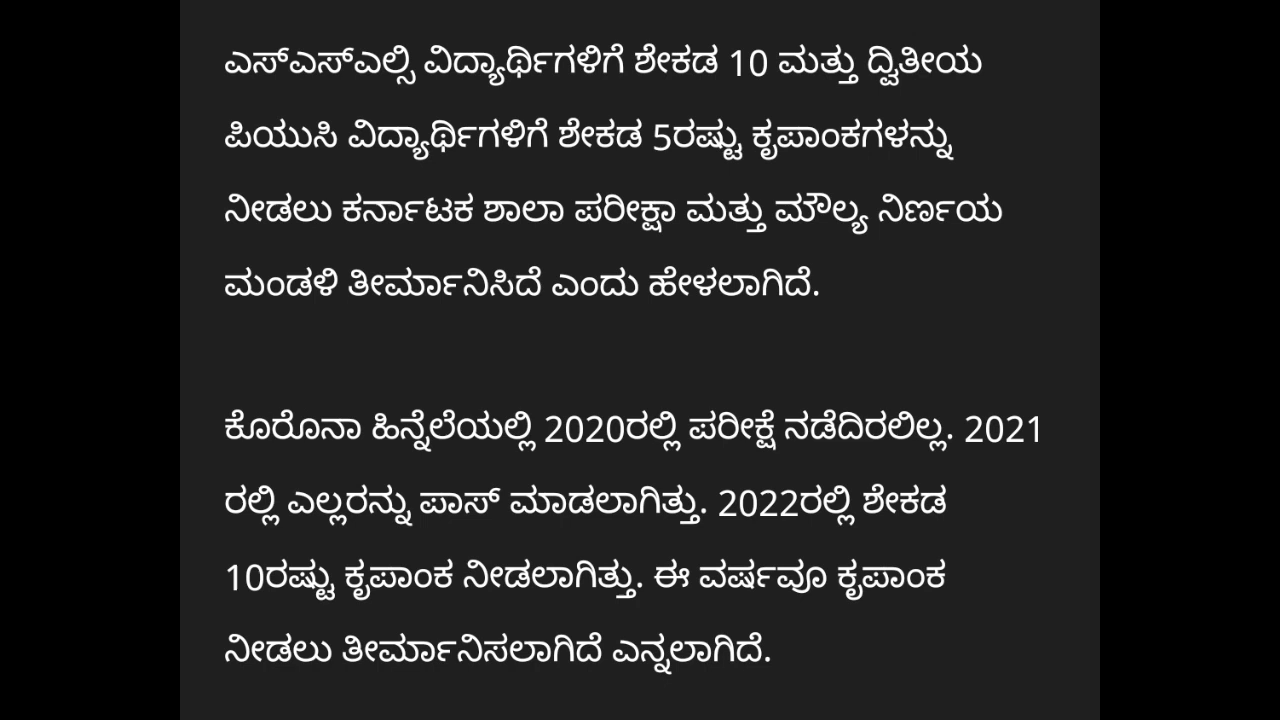 ಎಸ್‌ಎಸ್‌ಎಲ್ಸಿ ವಿದ್ಯಾರ್ಥಿಗಳಿಗೆ ಶೇಕಡ 10 ಮತ್ತು ದ್ವಿತೀಯ
ಪಿಯುಸಿ ವಿದ್ಯಾರ್ಥಿಗಳಿಗೆ ಶೇಕಡ 5ರಷ್ಟು ಕೃಪಾಂಕಗಳನ್ನು
ನೀಡಲು ಕರ್ನಾಟಕ ಶಾಲಾ ಪರೀಕ್ಷಾ ಮತ್ತು ಮೌಲ್ಯ ನಿರ್ಣಯ
ಮಂಡಳಿ ತೀರ್ಮಾನಿಸಿದೆ ಎಂದು ಹೇಳಲಾಗಿದೆ.
ಕೊರೊನಾ ಹಿನ್ನೆಲೆಯಲ್ಲಿ 2020ರಲ್ಲಿ ಪರೀಕ್ಷೆ ನಡೆದಿರಲಿಲ್ಲ. 2021
ರಲ್ಲಿ ಎಲ್ಲರನ್ನು ಪಾಸ್ ಮಾಡಲಾಗಿತ್ತು. 2022ರಲ್ಲಿ ಶೇಕಡ
10ರಷ್ಟು ಕೃಪಾಂಕ ನೀಡಲಾಗಿತ್ತು. ಈ ವರ್ಷವೂ ಕೃಪಾಂಕ
ನೀಡಲು ತೀರ್ಮಾನಿಸಲಾಗಿದೆ ಎನ್ನಲಾಗಿದೆ.